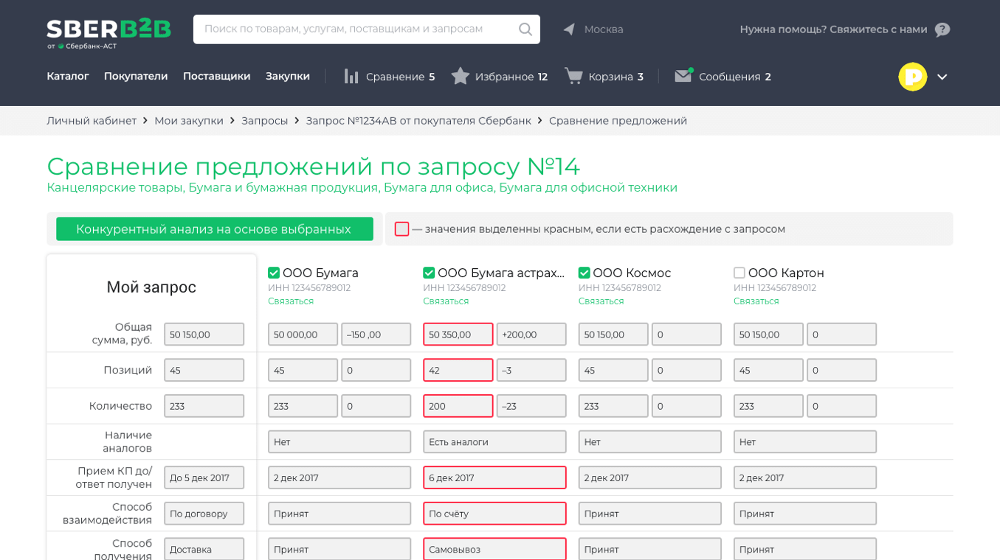 SBERB2B
от Сбербанк–АСТ
Поиск по товарам, услугам, поставщикам и запросам
Москва
Нужна помощь? Свяжитесь с нами ?
Каталог Покупатели Поставщики Закупки Сравнение 5 Избранное 12 Корзина 3 Сообщения 2
Личный кабинет > Мои закупки > Запросы > Запрос №1234АВ от покупателя Сбербанк > Сравнение предложений
Сравнение предложений по запросу №14
Канцелярские товары, Бумага и бумажная продукция, Бумага для офиса, Бумага для офисной техники
Конкурентный анализ на основе выбранных
— значения выделенны красным, если есть расхождение с запросом
Мой запрос
ООО Бумага ООО Бумага астрах... ООО Космос ООО Картон
ИНН 123456789012 ИНН 123456789012 ИНН 123456789012 ИНН 123456789012
Связаться Связаться Связаться Связаться
Общая
сумма, руб. 50 150,00 50 000,00 –150 ,00 50 350,00 +200,00 50 150,00 0 50 150,00 0
Позиций 45 45 0 42 –3 45 0 45 0
Количество 233 233 0 200 –23 233 0 233 0
Наличие
аналогов Нет Есть аналоги Нет Нет
Прием КП до/
ответ получен До 5 дек 2017 2 дек 2017 6 дек 2017 2 дек 2017 2 дек 2017
Способ
взаимодействия По договору Принят По счёту Принят Принят
Способ
получения Доставка Принят Самовывоз Принят Принят